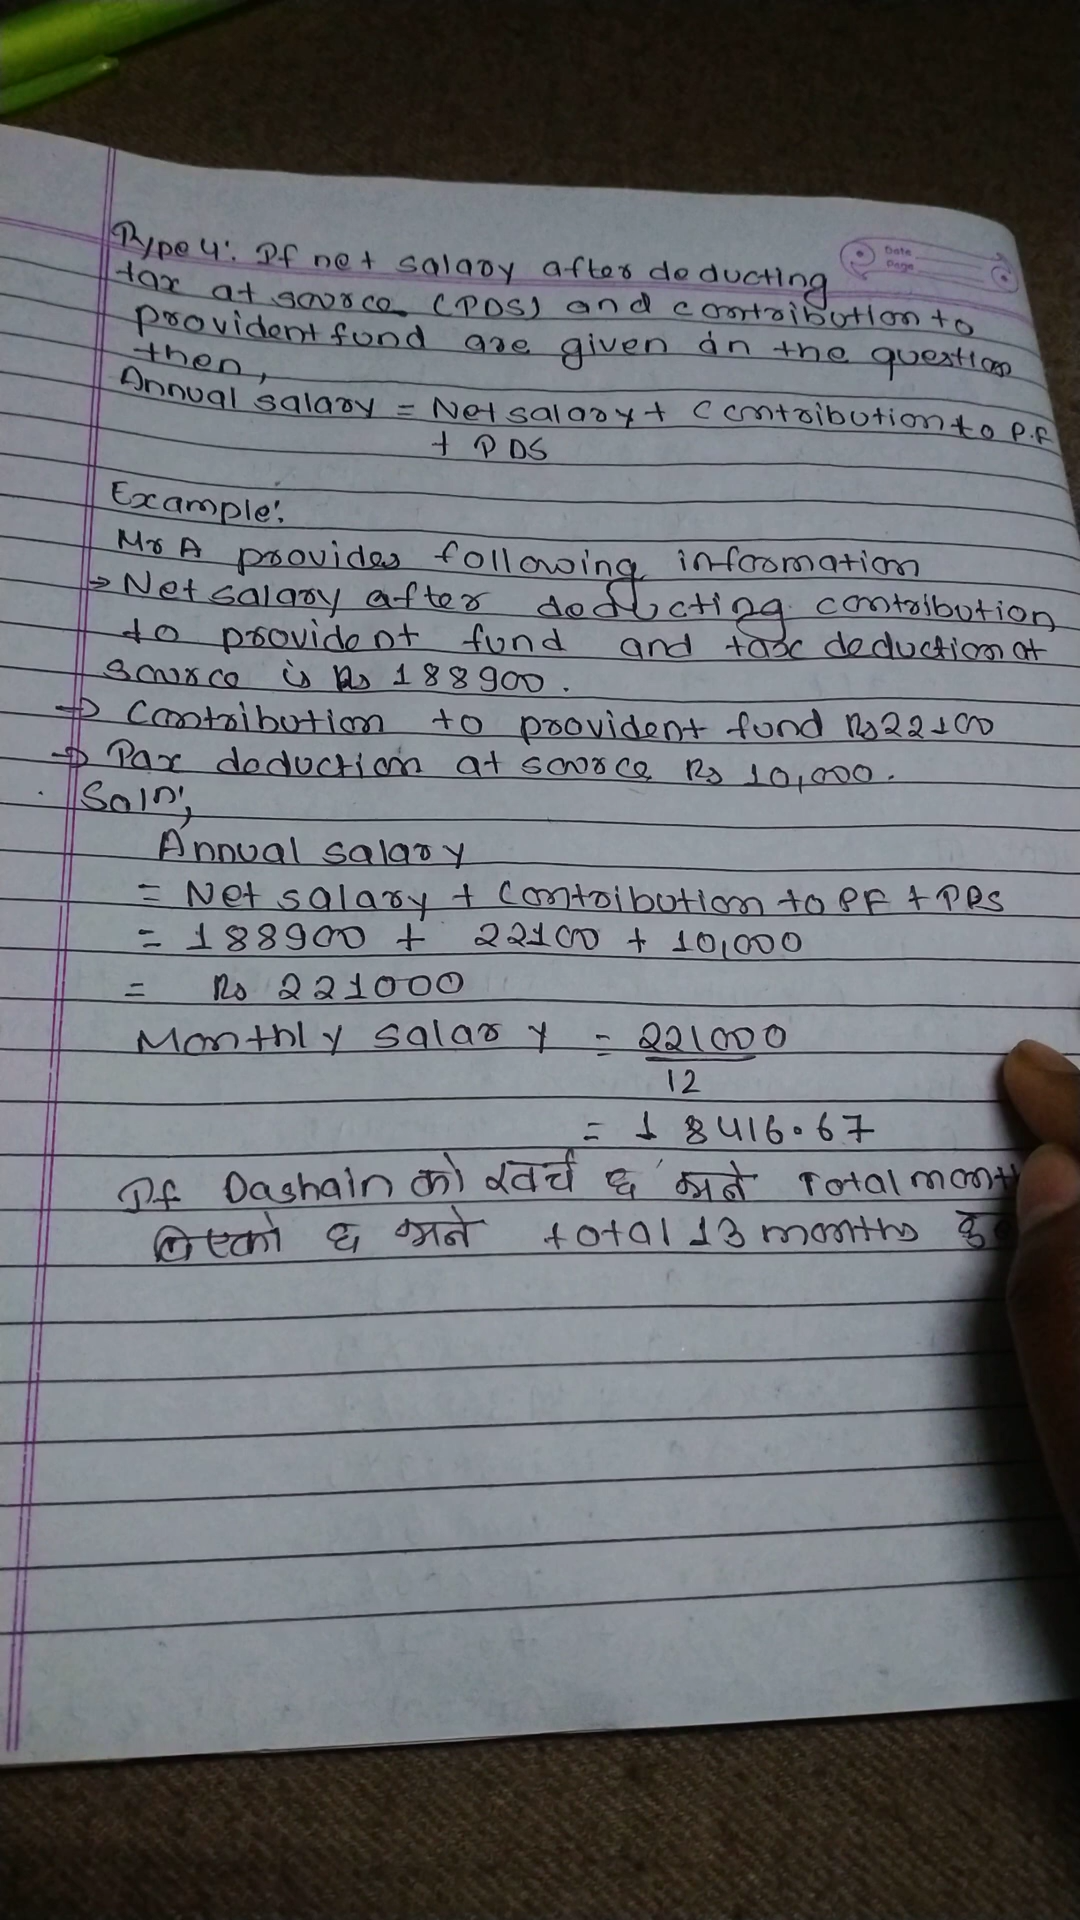 Type 4: If net salary after deducting
Date
Page
tax at source (TDS) and contribution to
provident fund are given in the question
then,
Annual salary = Net salary + Contribution to P.F
+ TDS
Example:
Mr A provides following information
→ Net salary after deducting contribution
to provident fund and tax deduction at
source is Rs 188900.
→ Contribution to provident fund Rs 22100
→ Tax deduction at source Rs 10,000.
Soln;
Annual salary
= Net salary + Contribution to PF + TDS
= 188900 + 22100 + 10,000
= Rs 221000
Monthly salary = 221000
12
= 18416.67
If Dashain को खर्च छ भने Total month
दिएको छ भने total 13 months